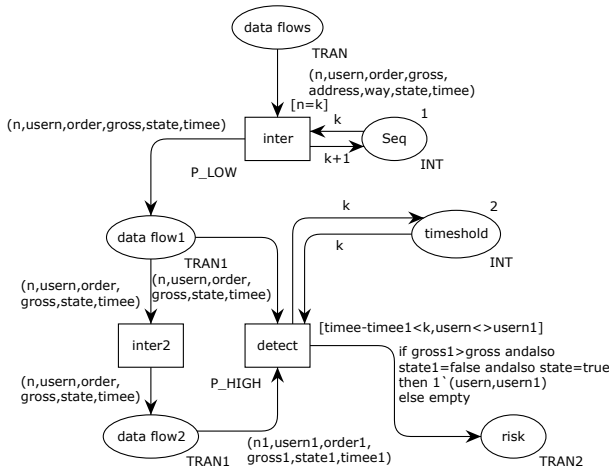 data flows
TRAN
(n,usern,order,gross,
address,way,state,timee)
[n=k]
1
(n,usern,order,gross,state,timee)
k
inter
Seq
k+1
INT
P_LOW
k
2
data flow1
timeshold
k
TRAN1
INT
(n,usern,order,
gross,state,timee)
(n,usern,order,
gross,state,timee)
[timee-timee1<k,usern<>usern1]
inter2
detect
if gross1>gross andalso
state1=false andalso state=true
then 1`(usern,usern1)
else empty
P_HIGH
(n,usern,order,
gross,state,timee)
data flow2
TRAN1
(n1,usern1,order1,
gross1,state1,timee1)
risk
TRAN2